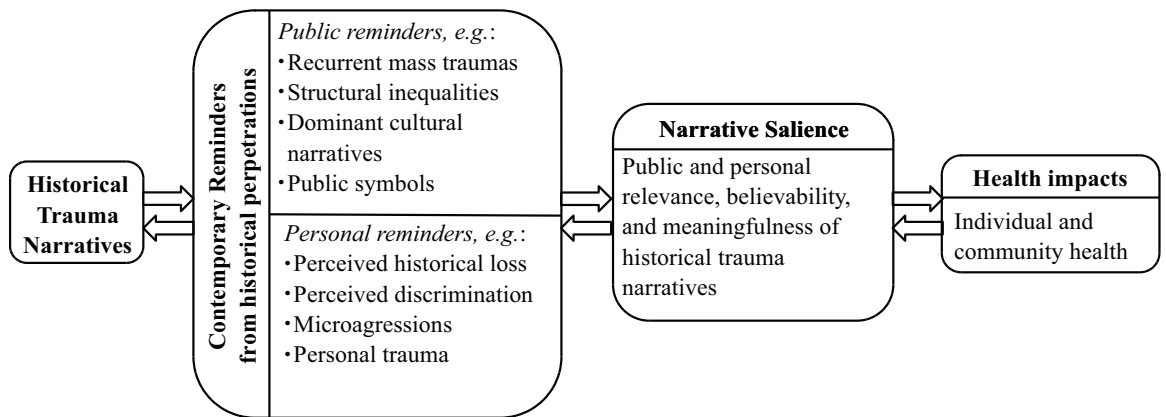 Historical
Trauma
Narratives
Contemporary Reminders
from historical perpetrations
Public reminders, e.g.:
・Recurrent mass traumas
・Structural inequalities
・Dominant cultural
narratives
・Public symbols
Personal reminders, e.g.:
・Perceived historical loss
・Perceived discrimination
・Microagressions
・Personal trauma
Narrative Salience
Public and personal
relevance, believability,
and meaningfulness of
historical trauma
narratives
Health impacts
Individual and
community health